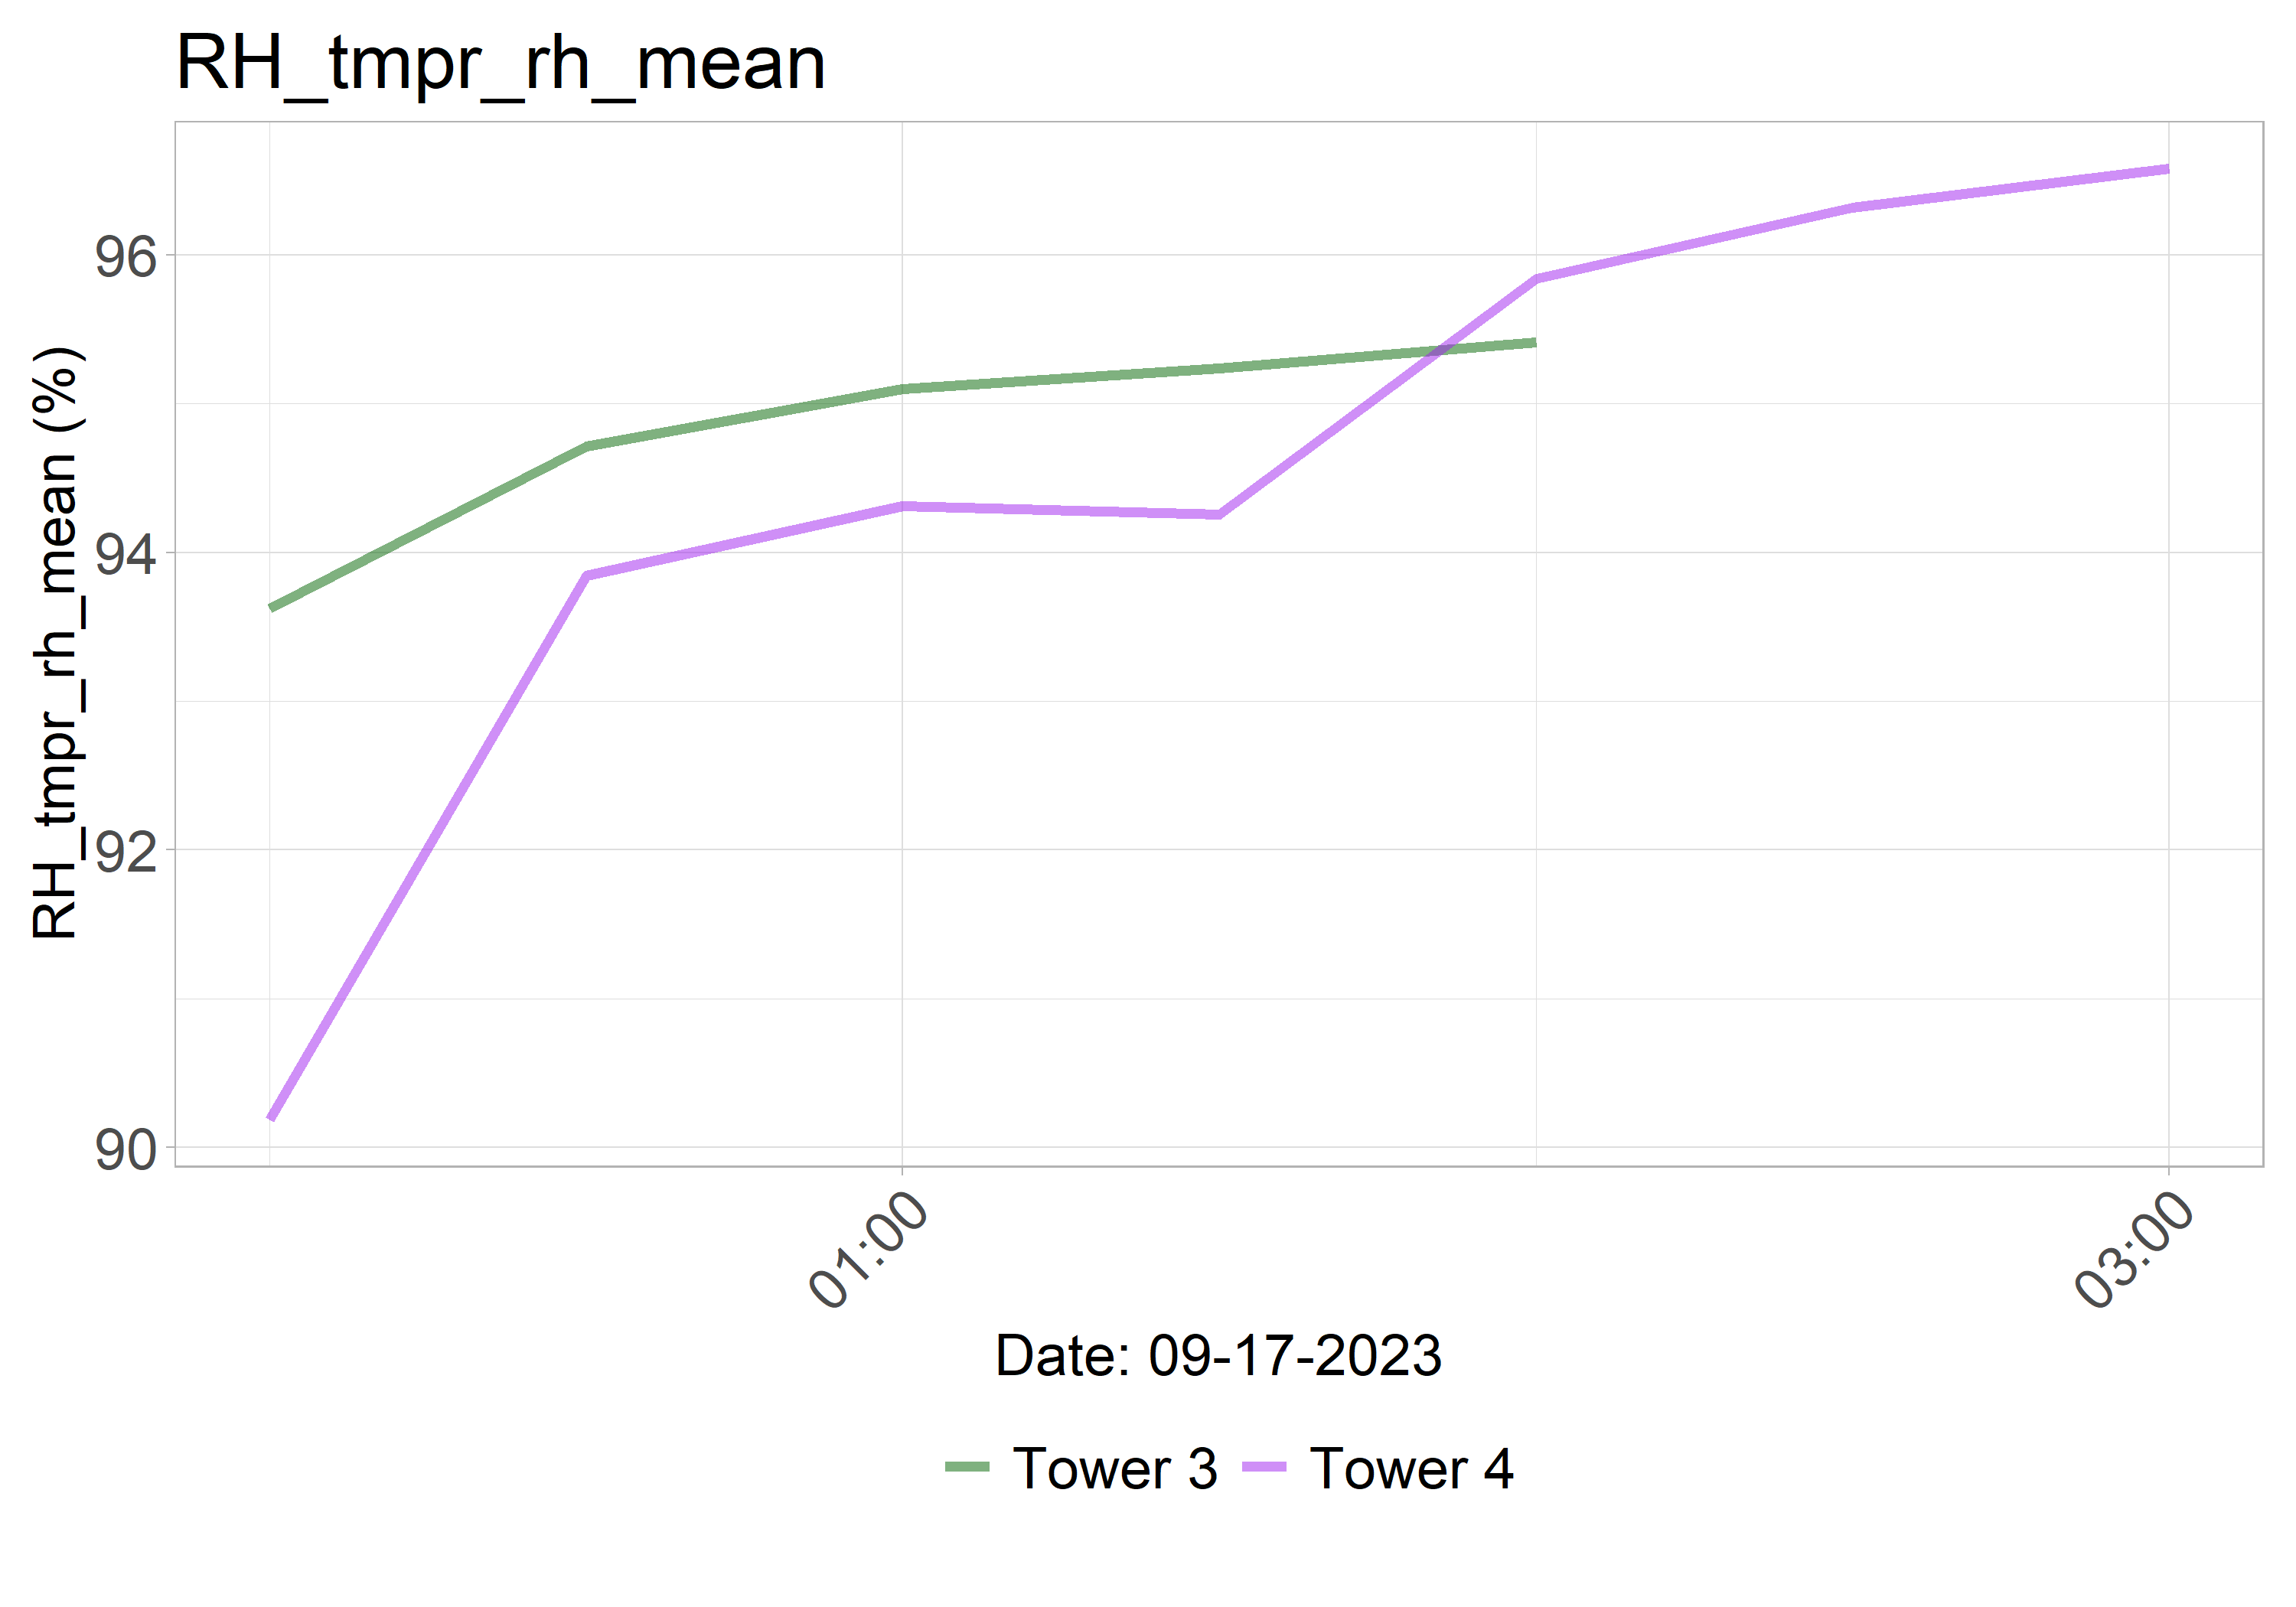 RH_tmpr_rh_mean
RH_tmpr_rh_mean (%)
96
94
92
90
01:00
03:00
Date: 09-17-2023
Tower 3 Tower 4